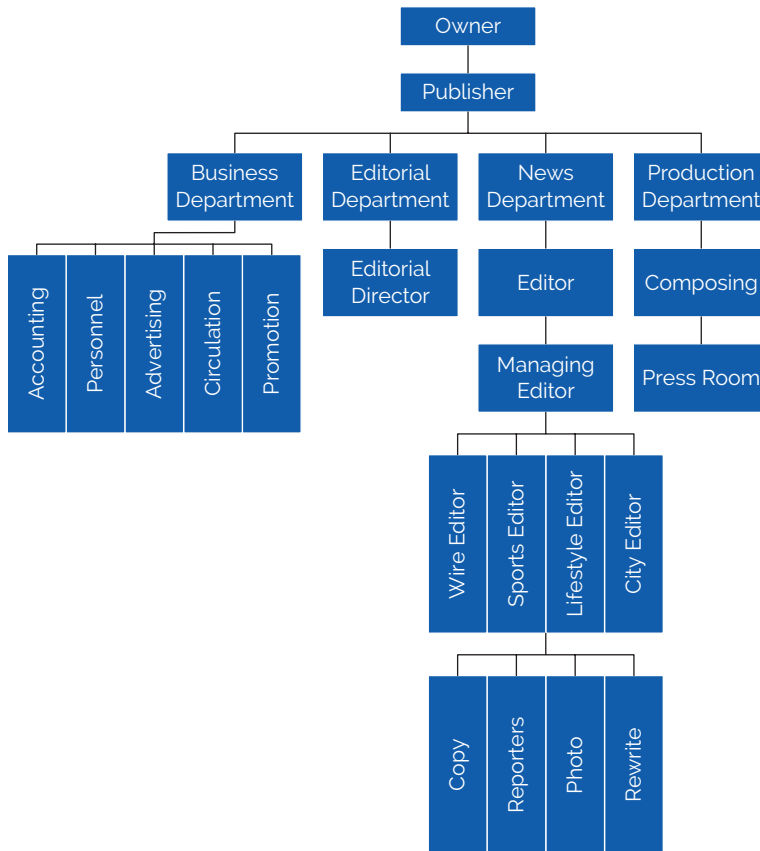 Owner
Publisher
Business
Department
Editorial
Department
News
Department
Production
Department
Accounting
Personnel
Advertising
Circulation
Promotion
Editorial
Director
Editor
Composing
Managing
Editor
Press Room
Wire Editor
Sports Editor
Lifestyle Editor
City Editor
Copy
Reporters
Photo
Rewrite